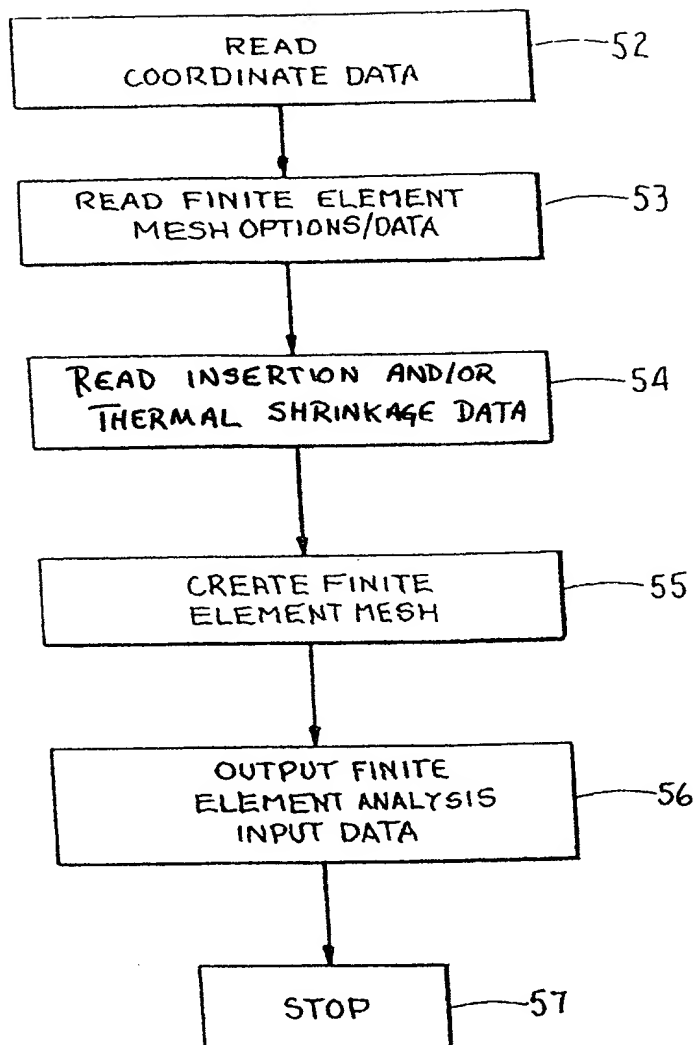 READ
COORDINATE DATA
52
READ FINITE ELEMENT
MESH OPTIONS/DATA
53
READ INSERTION AND/OR
THERMAL SHRINKAGE DATA
54
CREATE FINITE
ELEMENT MESH
55
OUTPUT FINITE
ELEMENT ANALYSIS
INPUT DATA
56
STOP
57